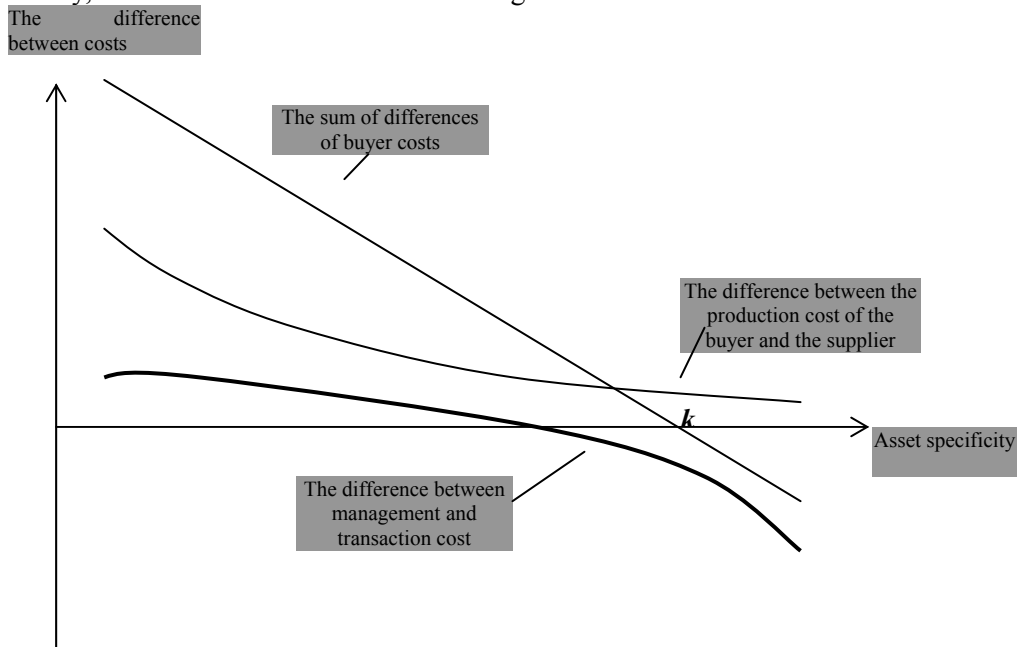 The difference
between costs
The sum of differences
of buyer costs
The difference between the
production cost of the
buyer and the supplier
k
Asset specificity
The difference between
management and
transaction cost